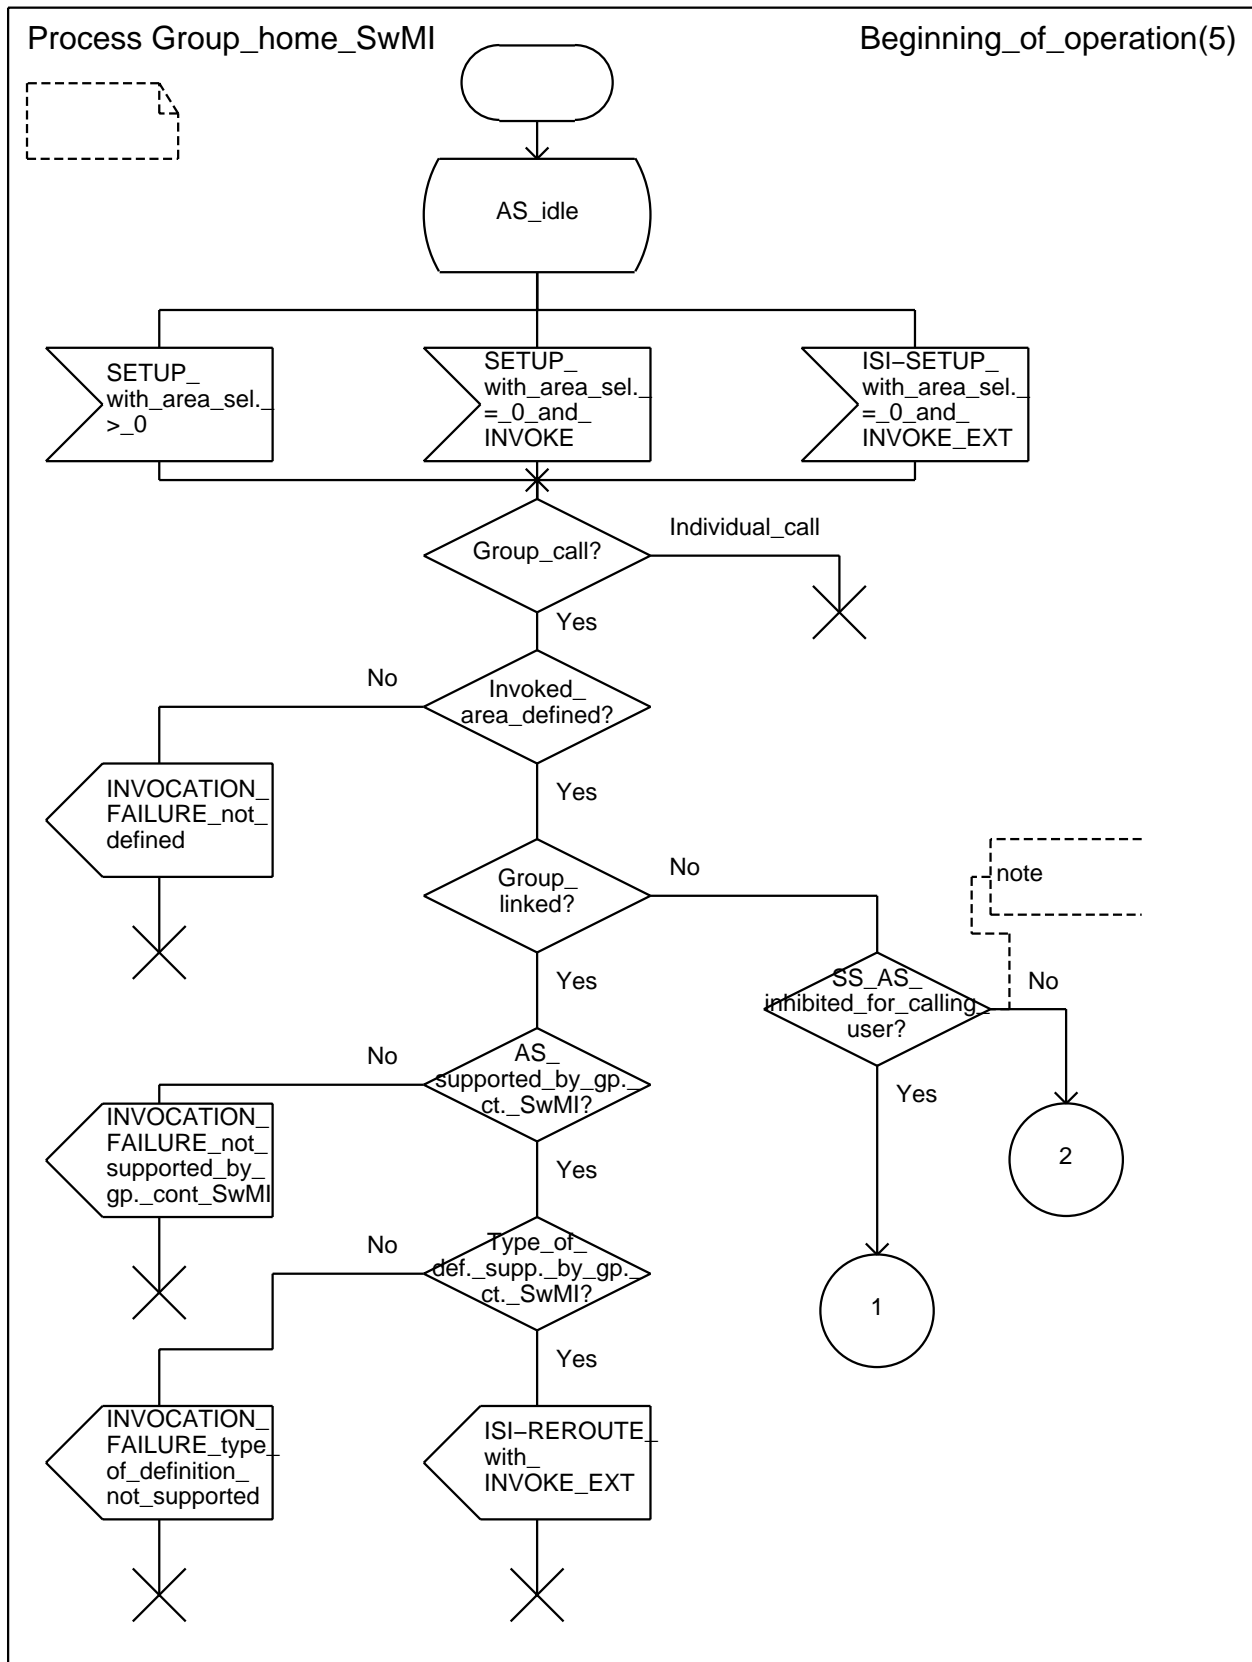 Process Group_home_SwMI
Beginning_of_operation(5)
AS_idle
SETUP_
with_area_sel._
>_0
SETUP_
with_area_sel._
=_0_and_
INVOKE
ISI–SETUP_
with_area_sel._
=_0_and_
INVOKE_EXT
Group_call?
Individual_call
Yes
No
Invoked_
area_defined?
INVOCATION_
FAILURE_not_
defined
Yes
Group_
linked?
No
note
Yes
SS_AS_
inhibited_for_calling_
user?
No
Yes
2
1
No
AS_
supported_by_gp._
ct._SwMI?
INVOCATION_
FAILURE_not_
supported_by_
gp._cont_SwMI
Yes
No
Type_of_
def._supp._by_gp._
ct._SwMI?
Yes
INVOCATION_
FAILURE_type_
of_definition_
not_supported
ISI–REROUTE_
with_
INVOKE_EXT